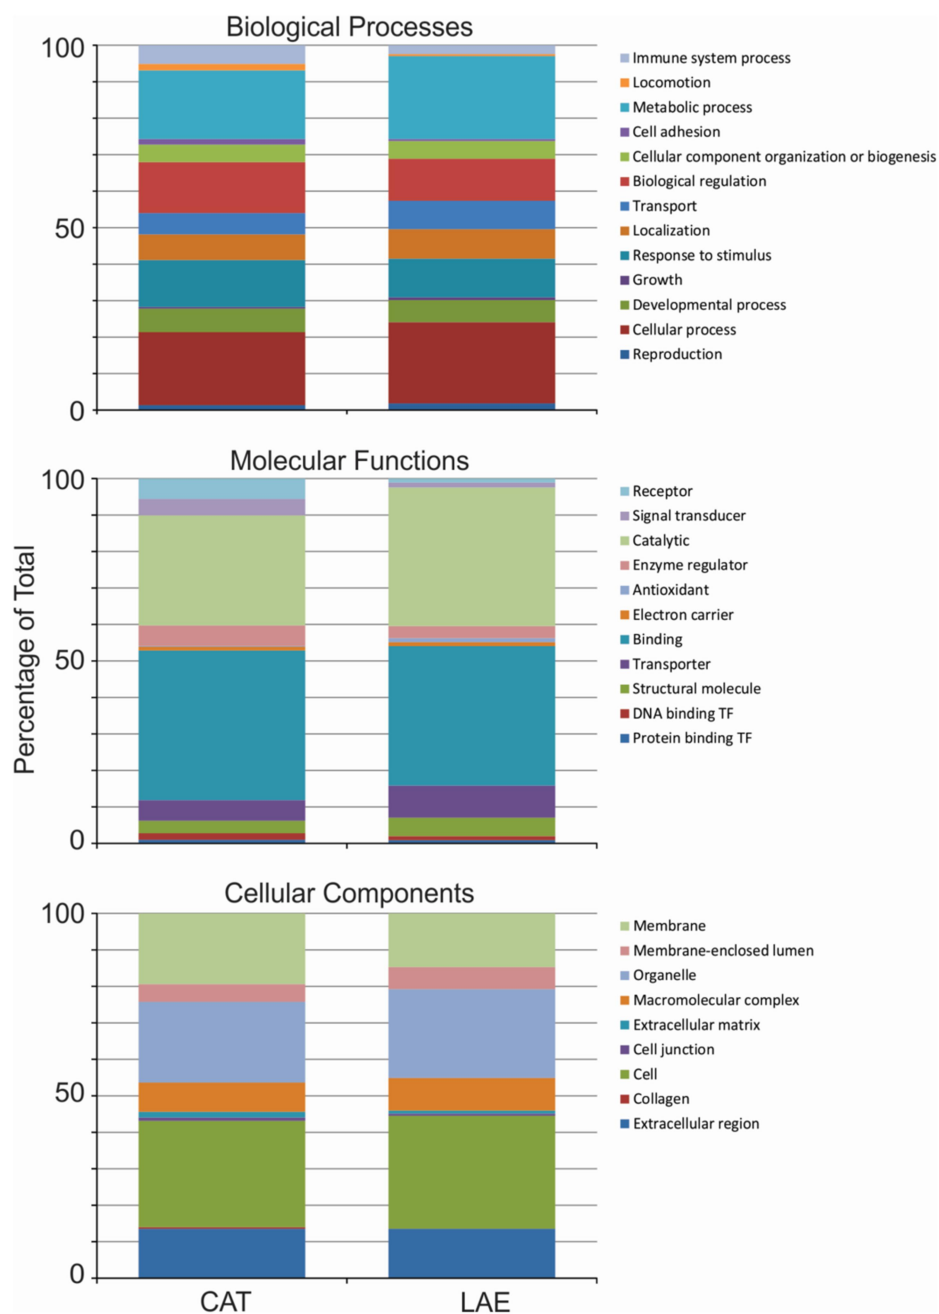 Biological Processes
100
50
0
Immune system process
Locomotion
Metabolic process
Cell adhesion
Cellular component organization or biogenesis
Biological regulation
Transport
Localization
Response to stimulus
Growth
Developmental process
Cellular process
Reproduction
Percentage of Total
Molecular Functions
100
50
0
Receptor
Signal transducer
Catalytic
Enzyme regulator
Antioxidant
Electron carrier
Binding
Transporter
Structural molecule
DNA binding TF
Protein binding TF
Cellular Components
100
50
0
Membrane
Membrane-enclosed lumen
Organelle
Macromolecular complex
Extracellular matrix
Cell junction
Cell
Collagen
Extracellular region
CAT LAE